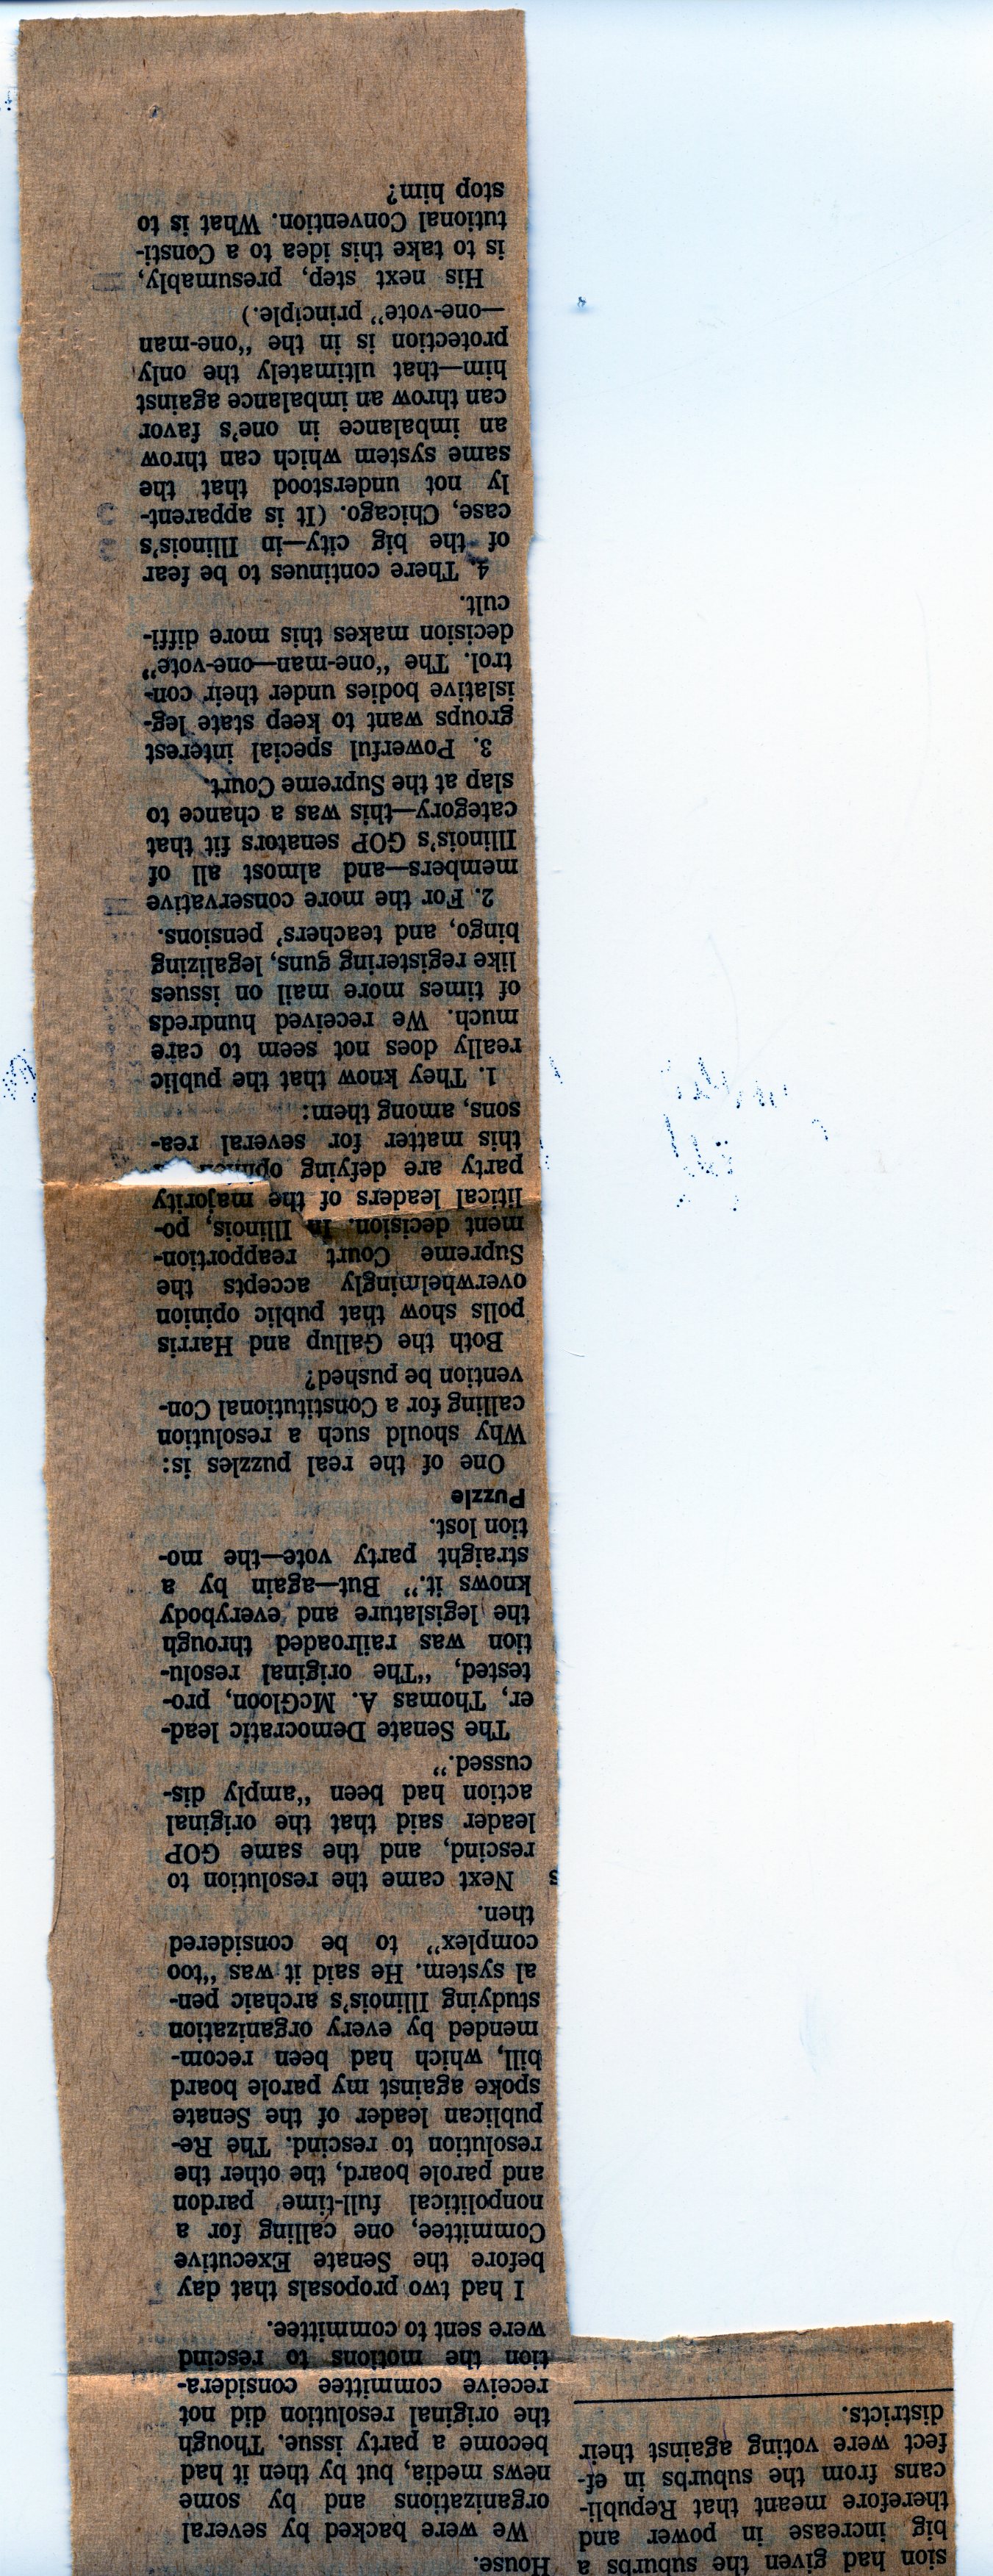 sion had given the suburbs a
big increase in power and
therefore meant that Republi-
cans from the suburbs in ef-
fect were voting against their
districts.
House.
We were backed by several
organizations and by some
news media, but by then it had
become a party issue. Though
the original resolution did not
receive committee considera-
tion the motions to rescind
were sent to committee.
I had two proposals that day
before the Senate Executive
Committee, one calling for a
nonpolitical full-time pardon
and parole board, the other the
resolution to rescind. The Re-
publican leader of the Senate
spoke against my parole board
bill, which had been recom-
mended by every organization
studying Illinois's archaic pen-
al system. He said it was "too
complex" to be considered
then.
Next came the resolution to
rescind, and the same GOP
leader said that the original
action had been "amply dis-
cussed."
The Senate Democratic lead-
er, Thomas A. McGloon, pro-
tested, "The original resolu-
tion was railroaded through
the legislature and everybody
knows it." But—again by a
straight party vote—the mo-
tion lost.
Puzzle
One of the real puzzles is:
Why should such a resolution
calling for a Constitutional Con-
vention be pushed?
Both the Gallup and Harris
polls show that public opinion
overwhelmingly accepts the
Supreme Court reapportion-
ment decision. In Illinois, po-
litical leaders of the majority
party are defying
this matter for several rea-
sons, among them:
1. They know that the public
really does not seem to care
much. We received hundreds
of times more mail on issues
like registering guns, legalizing
bingo, and teachers' pensions.
2. For the more conservative
members—and almost all of
Illinois's GOP senators fit that
category—this was a chance to
slap at the Supreme Court.
3. Powerful special interest
groups want to keep state leg-
islative bodies under their con-
trol. The "one-man—one-vote"
decision makes this more diffi-
cult.
4. There continues to be fear
of the big city—in Illinois's
case, Chicago. (It is apparent-
ly not understood that the
same system which can throw
an imbalance in one's favor
can throw an imbalance against
him—that ultimately the only
protection is in the "one-man
—one-vote" principle.)
His next step, presumably,
is to take this idea to a Consti-
tutional Convention. What is to
stop him?